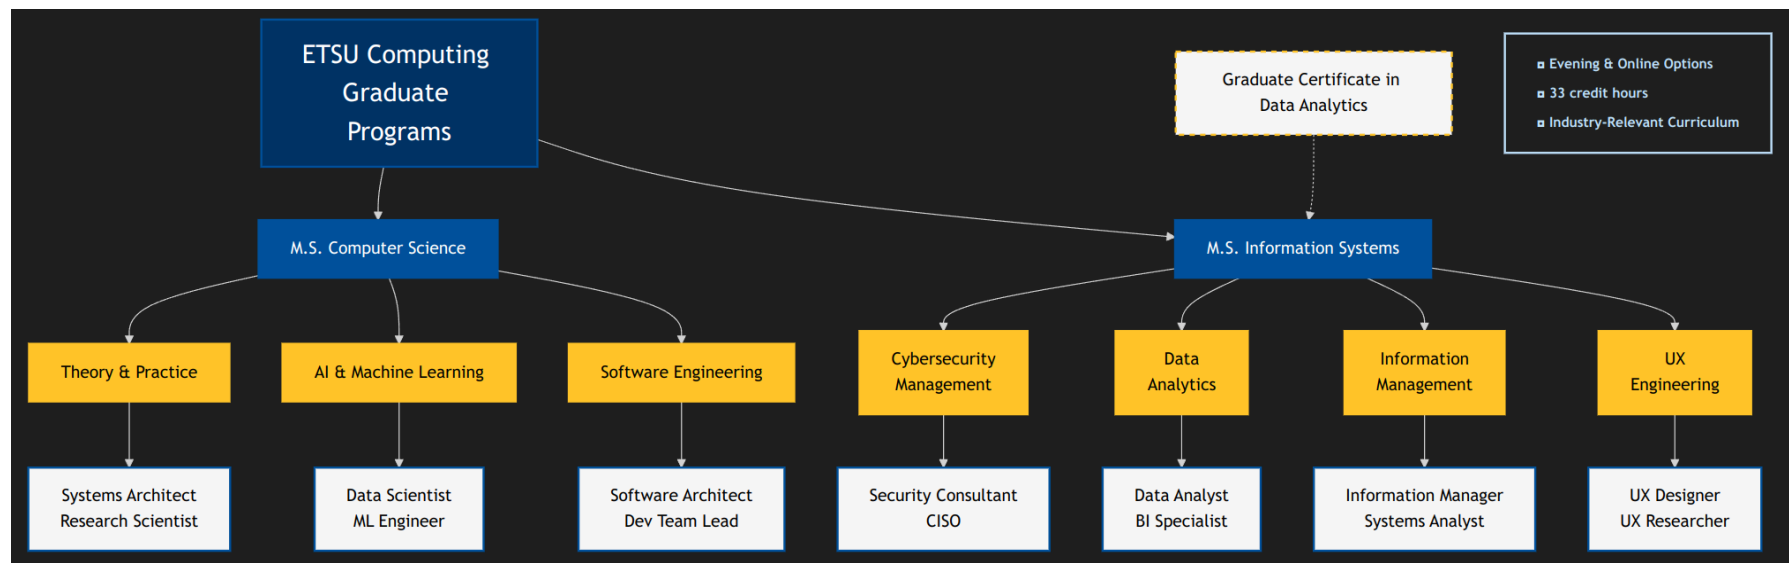 ETSU Computing
Graduate
Programs
Graduate Certificate in
Data Analytics
Evening & Online Options
33 credit hours
Industry-Relevant Curriculum
M.S. Computer Science
M.S. Information Systems
Theory & Practice
AI & Machine Learning
Software Engineering
Cybersecurity
Management
Data
Analytics
Information
Management
UX
Engineering
Systems Architect
Research Scientist
Data Scientist
ML Engineer
Software Architect
Dev Team Lead
Security Consultant
CISO
Data Analyst
BI Specialist
Information Manager
Systems Analyst
UX Designer
UX Researcher